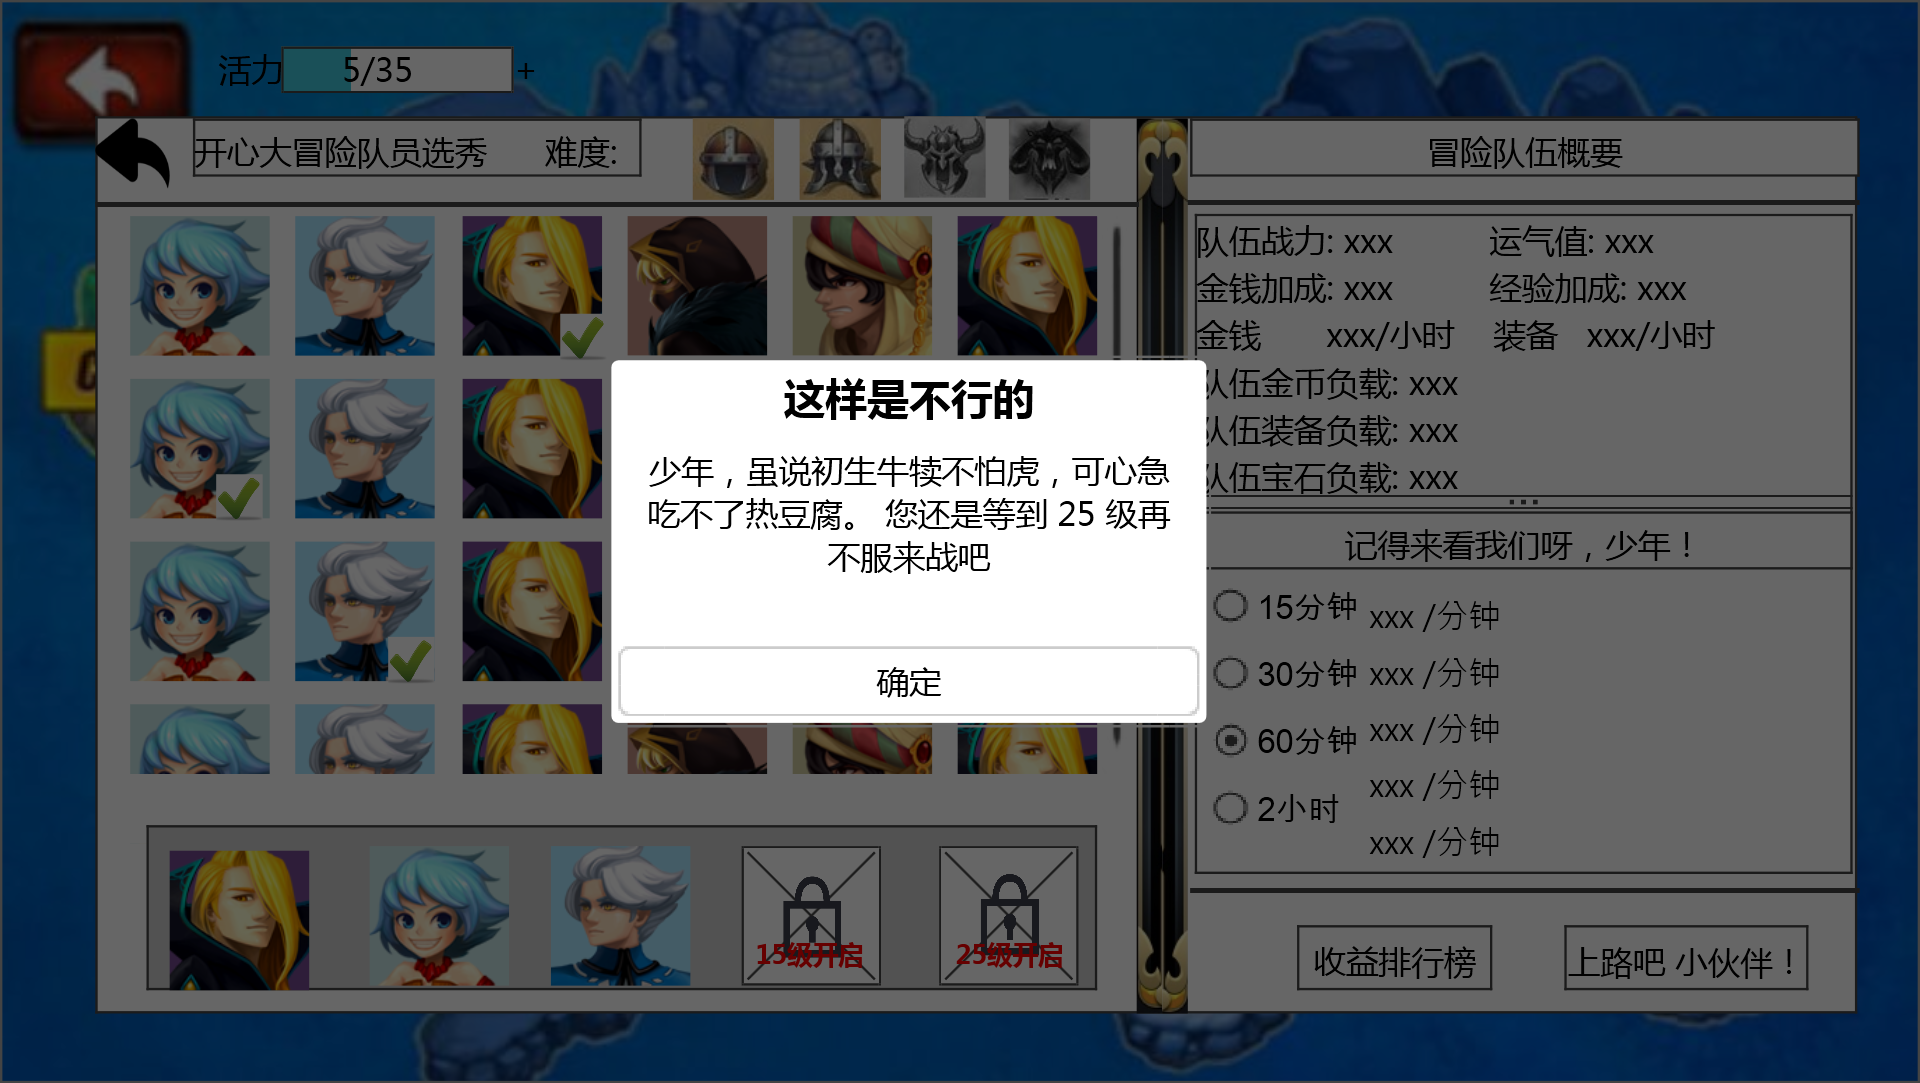 活力 5/35 +
开心大冒险队员选秀 难度:
冒险队伍概要
队伍战力: xxx 运气值: xxx
金钱加成: xxx 经验加成: xxx
金钱 xxx/小时 装备 xxx/小时
队伍金币负载: xxx
队伍装备负载: xxx
队伍宝石负载: xxx
...
这样是不行的
少年，虽说初生牛犊不怕虎，可心急
吃不了热豆腐。 您还是等到 25 级再
不服来战吧
确定
记得来看我们呀，少年！
15分钟 xxx /分钟
30分钟 xxx /分钟
60分钟 xxx /分钟
xxx /分钟
2小时
xxx /分钟
15级开启
25级开启
收益排行榜
上路吧 小伙伴！